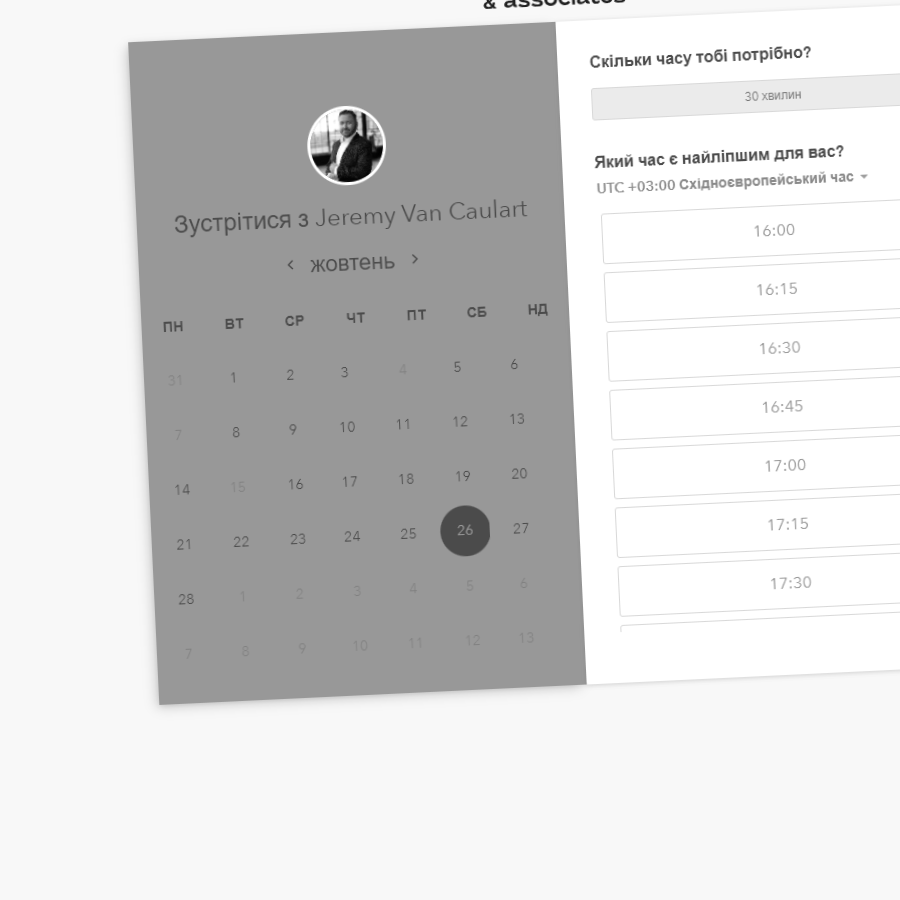 & associates
Зустрітися з Jeremy Van Caulart
жовтень
ПН ВТ СР ЧТ ПТ СБ НД
31 1 2 3 4 5 6
7 8 9 10 11 12 13
14 15 16 17 18 19 20
21 22 23 24 25 26 27
28 1 2 3 4 5 6
7 8 9 10 11 12 13
Скільки часу тобі потрібно?
30 хвилин
Який час є найліпшим для вас?
UTC +03:00 Східноєвропейський час
16:00
16:15
16:30
16:45
17:00
17:15
17:30